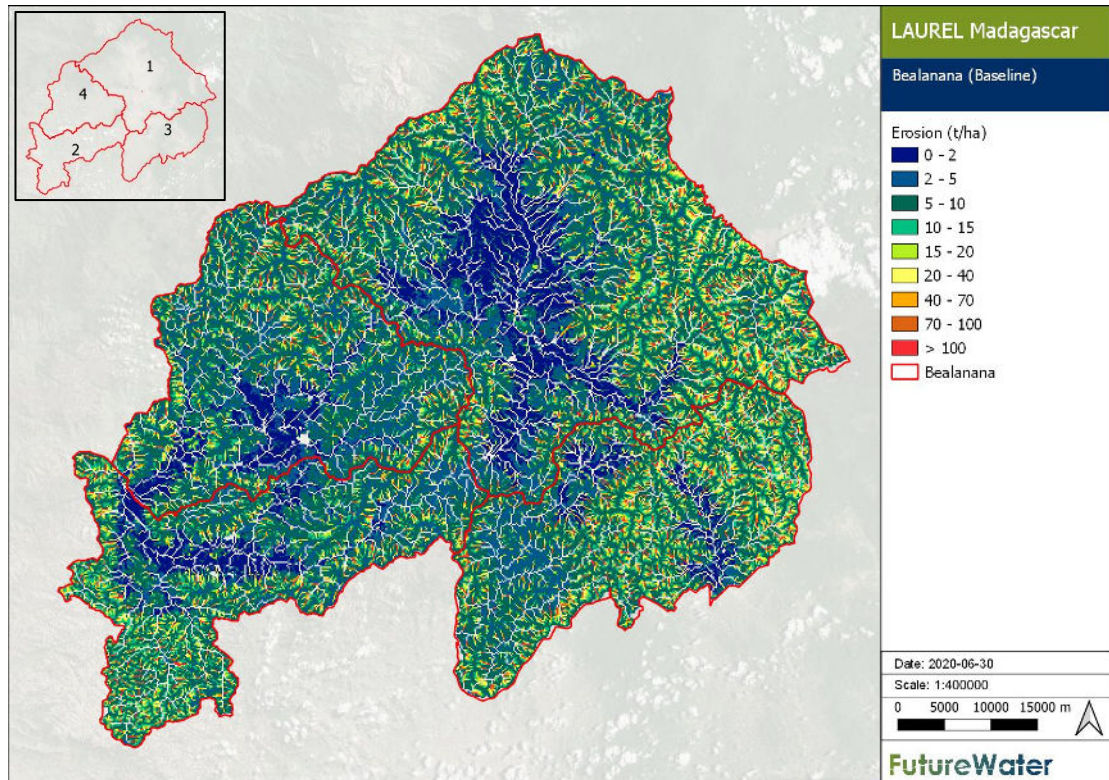 1
4
3
2
LAUREL Madagascar
Bealanana (Baseline)
Erosion (t/ha)
0 - 2
2 - 5
5 - 10
10 - 15
15 - 20
20 - 40
40 - 70
70 - 100
> 100
Bealanana
Date: 2020-06-30
Scale: 1:400000
0 5000 10000 15000 m
FutureWater